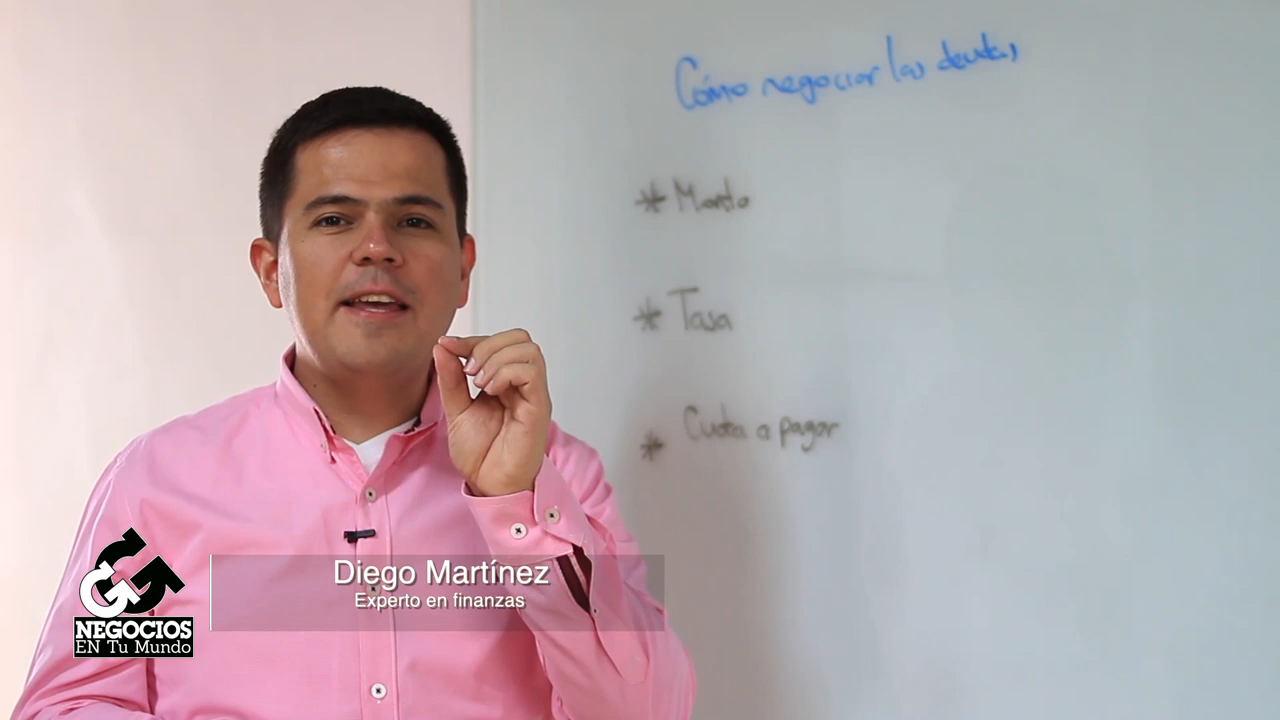 Cómo negociar las deudas
* Monto
* Tasa
* Cuota a pagar
Diego Martínez
Experto en finanzas
NEGOCIOS
EN Tu Mundo